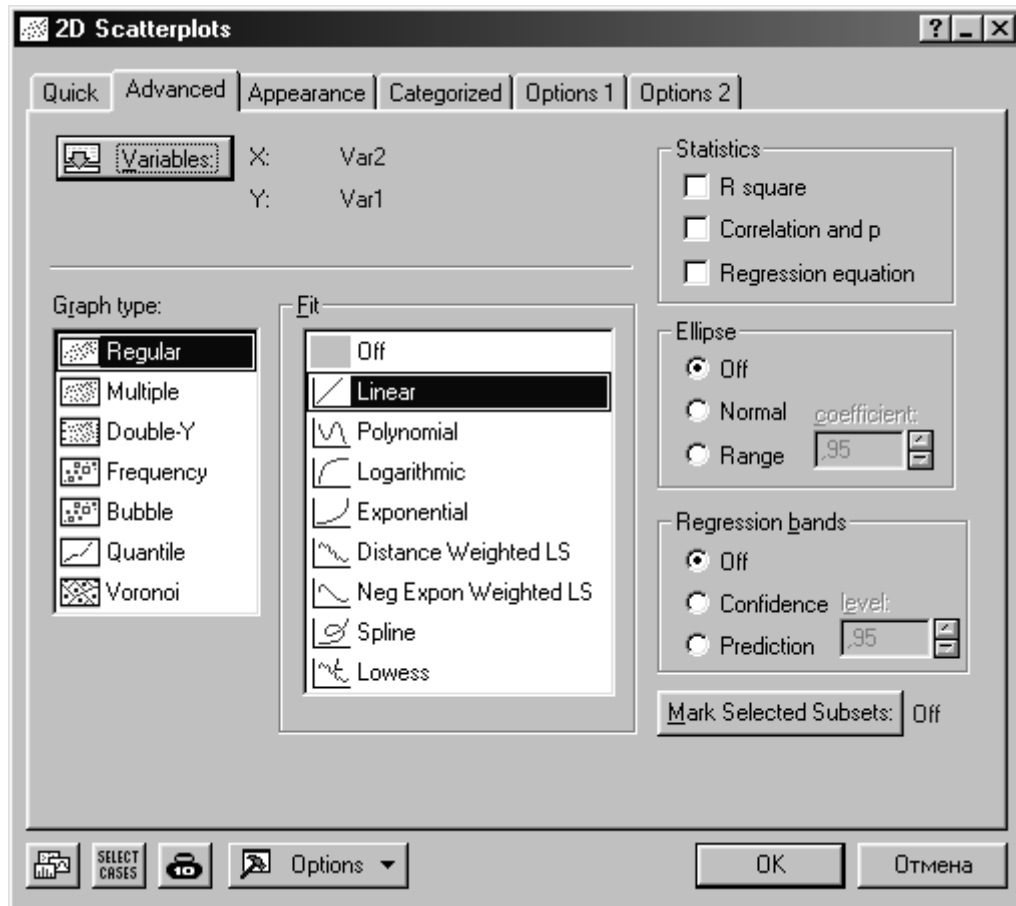 2D Scatterplots
Quick
Advanced
Appearance
Categorized
Options 1
Options 2
Variables:
X: Var2
Y: Var1
Graph type:
Regular
Multiple
Double-Y
Frequency
Bubble
Quantile
Voronoi
Fit
Off
Linear
Polynomial
Logarithmic
Exponential
Distance Weighted LS
Neg Expon Weighted LS
Spline
Lowess
Statistics
R square
Correlation and p
Regression equation
Ellipse
Off
Normal
Range
coefficient:
,95
Regression bands
Off
Confidence
Prediction
level:
,95
Mark Selected Subsets: Off
SELECT
CASES
10
Options
OK
Отмена